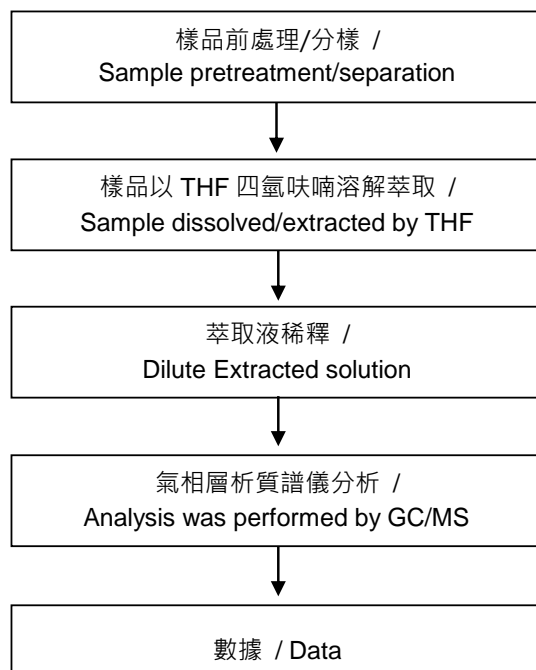 樣品前處理/分樣 /
Sample pretreatment/separation
樣品以 THF 四氫呋喃溶解萃取 /
Sample dissolved/extracted by THF
萃取液稀釋 /
Dilute Extracted solution
氣相層析質譜儀分析 /
Analysis was performed by GC/MS
數據 / Data